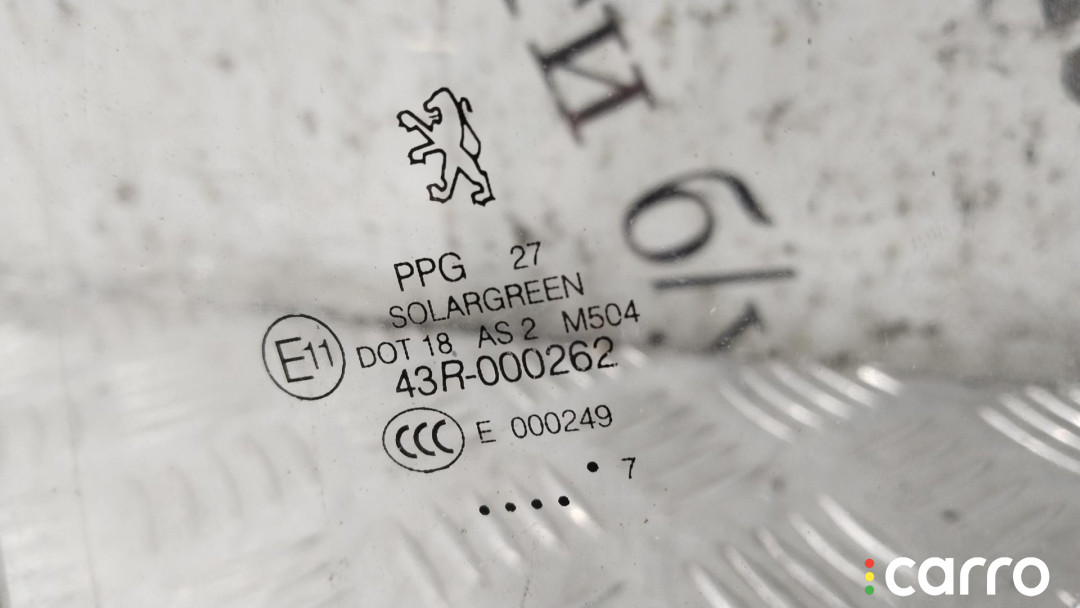 и
б/у
PPG 27
SOLARGREEN
E11 DOT 18 AS 2 M504
43R-000262
CCC E 000249
.... • 7
carro